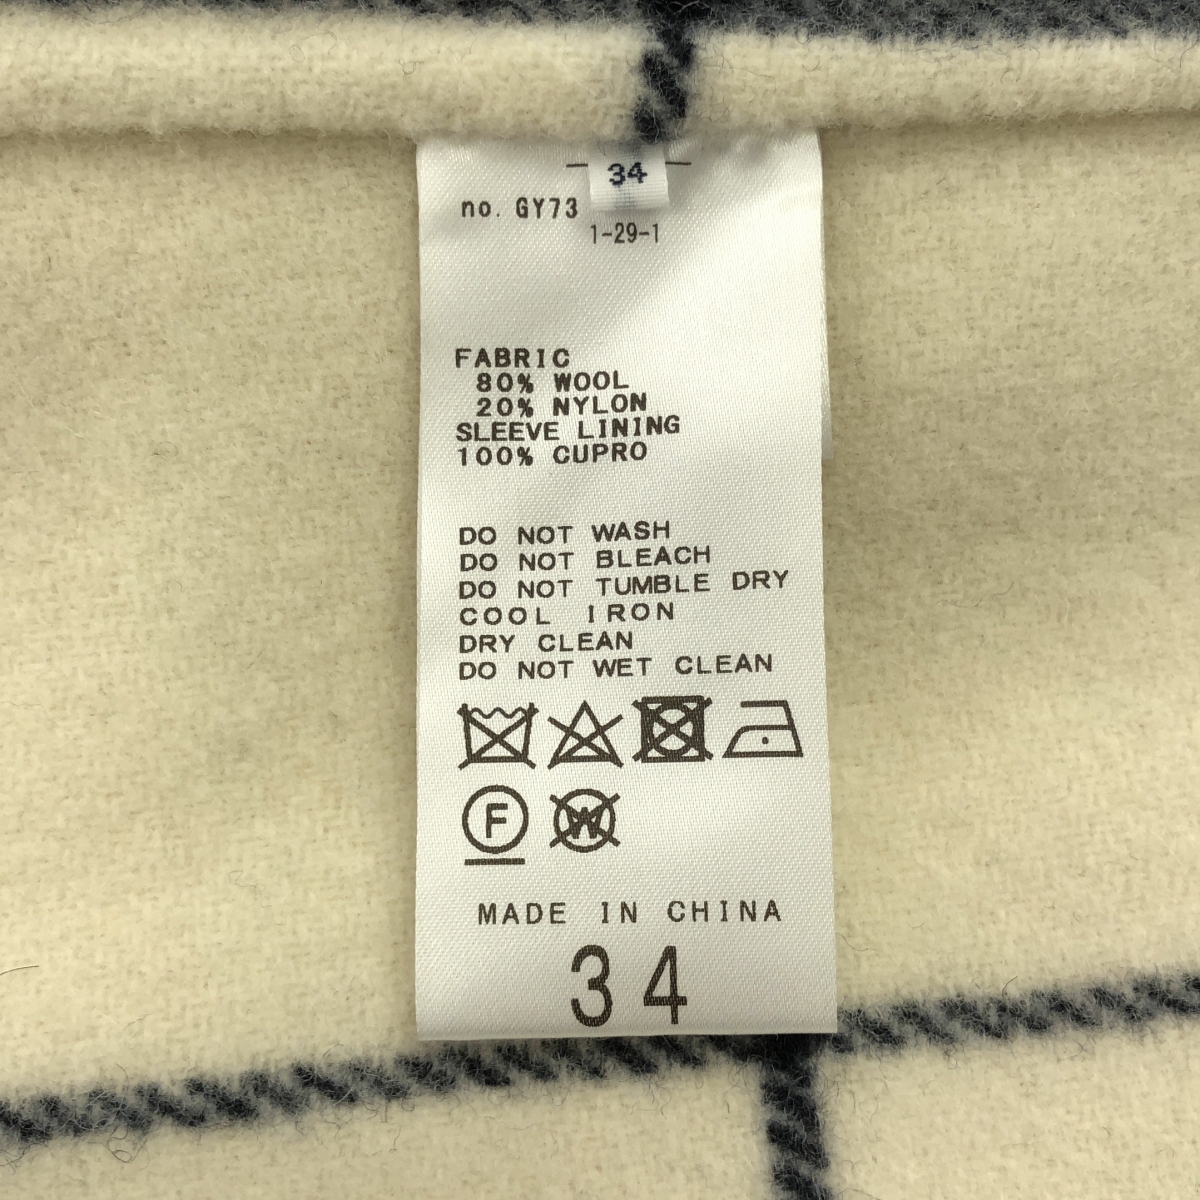 34
no. GY73
1-29-1
FABRIC
80% WOOL
20% NYLON
SLEEVE LINING
100% CUPRO
DO NOT WASH
DO NOT BLEACH
DO NOT TUMBLE DRY
COOL IRON
DRY CLEAN
DO NOT WET CLEAN
F W
MADE IN CHINA
34